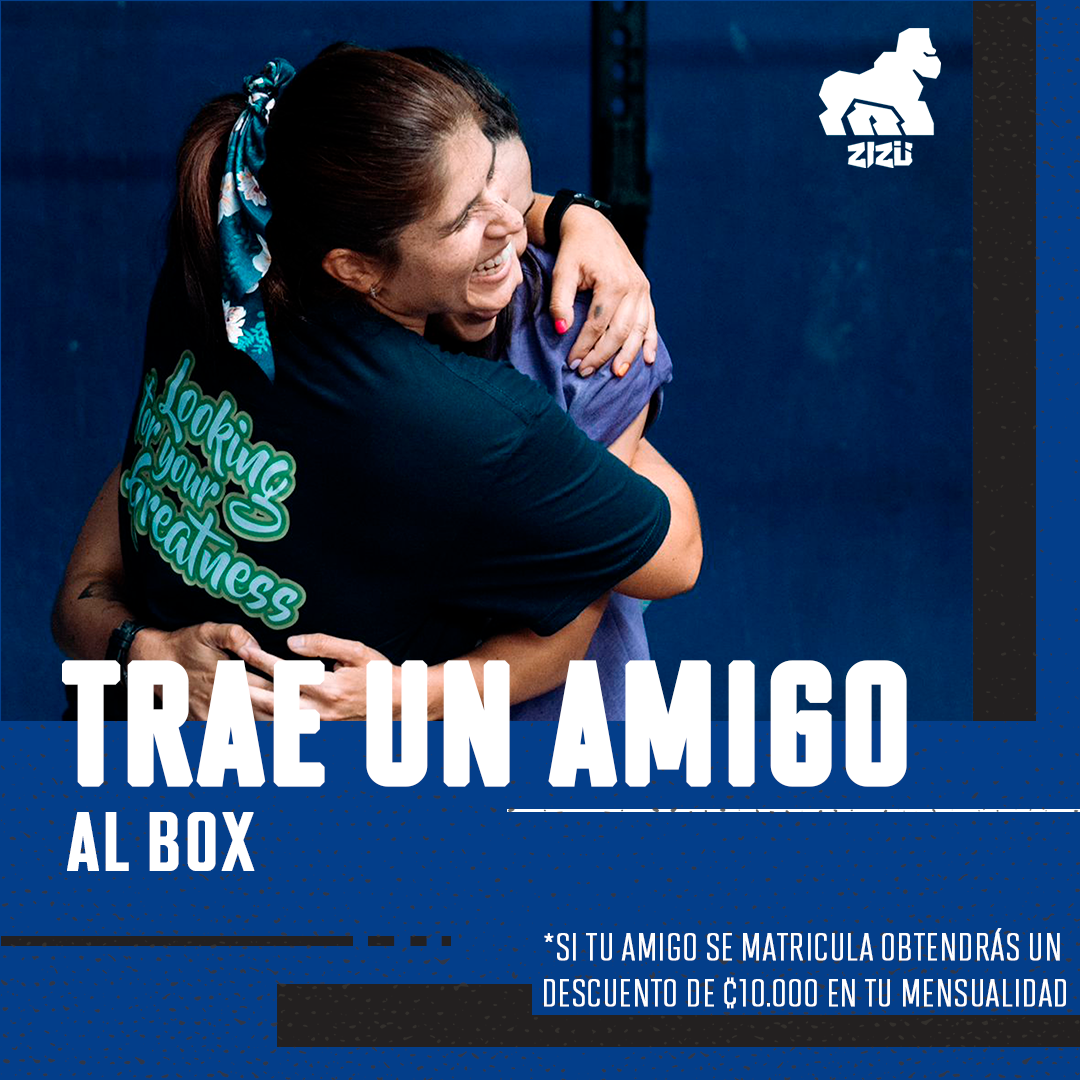 ZIZÜ
Looking
for your
Greatness
TRAE UN AMIGO
AL BOX
*SI TU AMIGO SE MATRICULA OBTENDRÁS UN
DESCUENTO DE ₡10.000 EN TU MENSUALIDAD